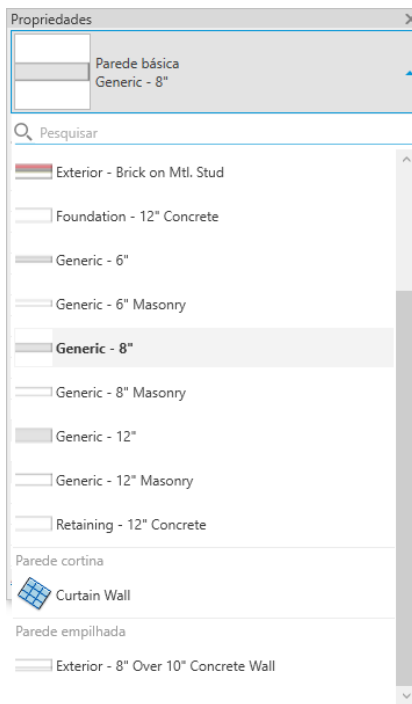 Propriedades
Parede básica
Generic - 8"
Pesquisar
Exterior - Brick on Mtl. Stud
Foundation - 12" Concrete
Generic - 6"
Generic - 6" Masonry
Generic - 8"
Generic - 8" Masonry
Generic - 12"
Generic - 12" Masonry
Retaining - 12" Concrete
Parede cortina
Curtain Wall
Parede empilhada
Exterior - 8" Over 10" Concrete Wall